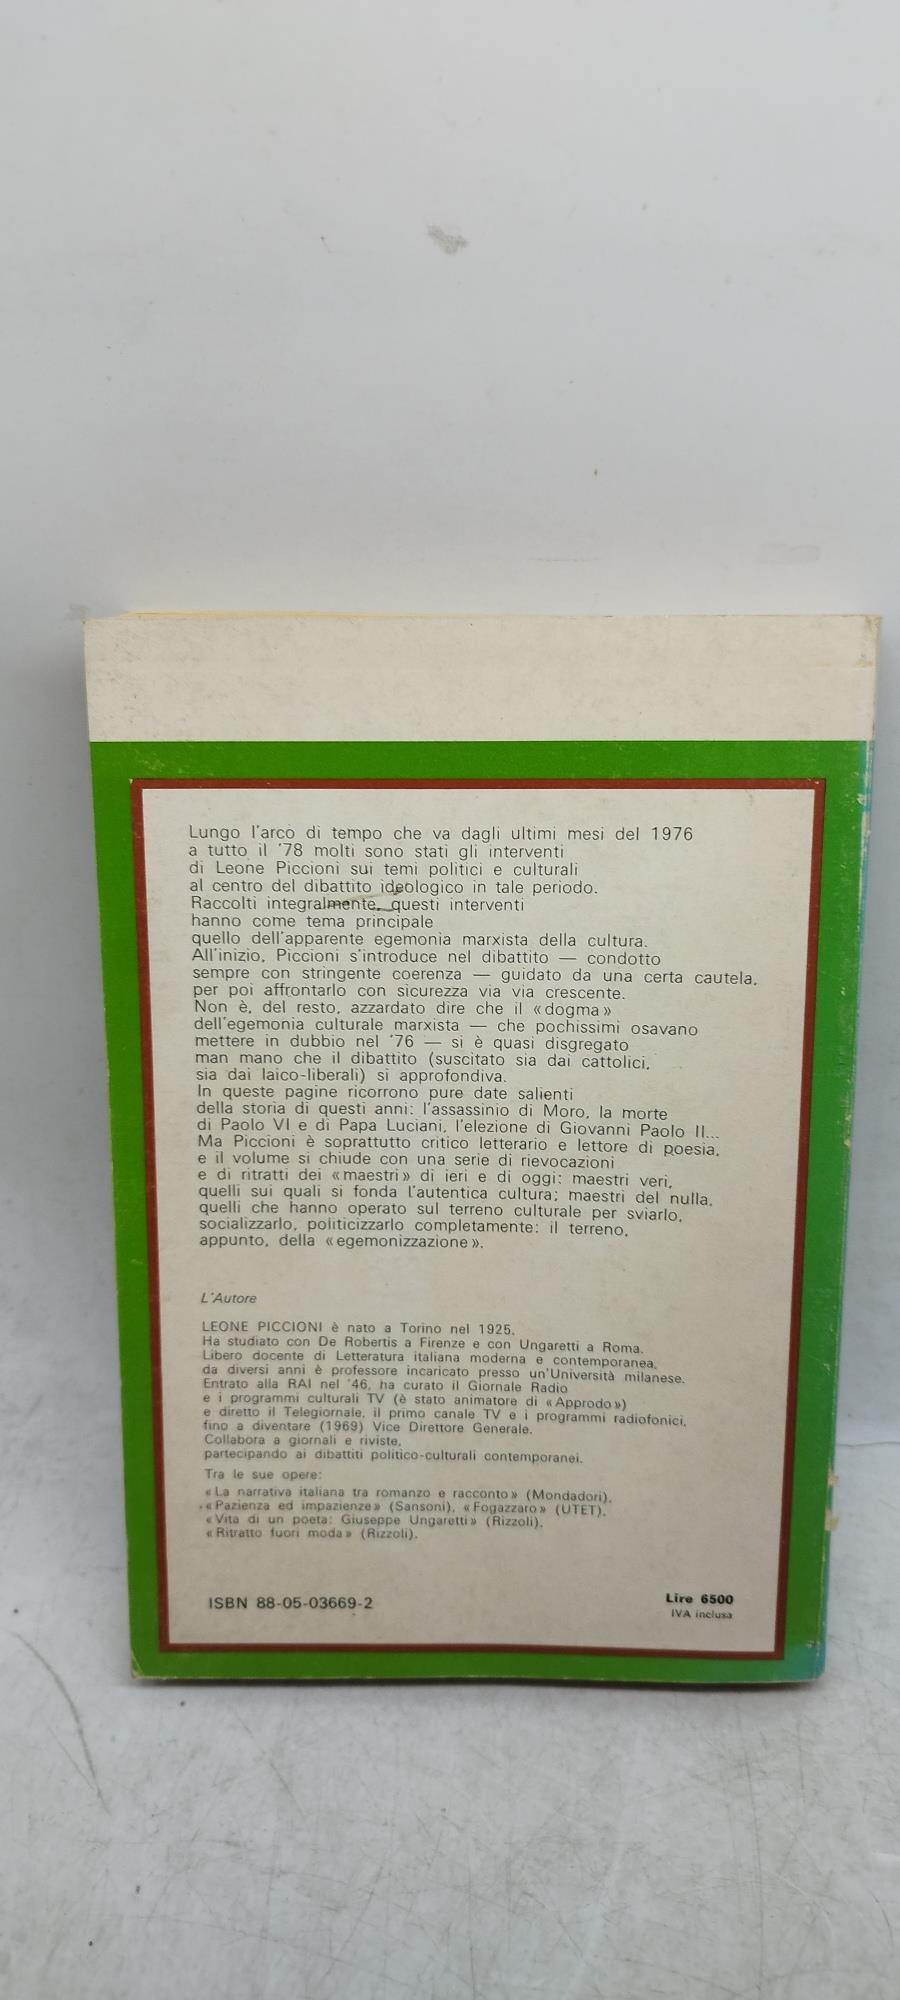 Lungo l'arco di tempo che va dagli ultimi mesi del 1976
a tutto il '78 molti sono stati gli interventi
di Leone Piccioni sui temi politici e culturali
al centro del dibattito ideologico in tale periodo.
Raccolti integralmente, questi interventi
hanno come tema principale
quello dell'apparente egemonia marxista della cultura.
All'inizio, Piccioni s'introduce nel dibattito — condotto
sempre con stringente coerenza — guidato da una certa cautela,
per poi affrontarlo con sicurezza via via crescente.
Non è, del resto, azzardato dire che il «dogma»
dell'egemonia culturale marxista — che pochissimi osavano
mettere in dubbio nel '76 — si è quasi disgregato
man mano che il dibattito (suscitato sia dai cattolici,
sia dai laico-liberali) si approfondiva.
In queste pagine ricorrono pure date salienti
della storia di questi anni: l'assassinio di Moro, la morte
di Paolo VI e di Papa Luciani, l'elezione di Giovanni Paolo II...
Ma Piccioni è soprattutto critico letterario e lettore di poesia,
e il volume si chiude con una serie di rievocazioni
e di ritratti dei «maestri» di ieri e di oggi: maestri veri,
quelli sui quali si fonda l'autentica cultura; maestri del nulla,
quelli che hanno operato sul terreno culturale per sviarlo,
socializzarlo, politicizzarlo completamente: il terreno,
appunto, della «egemonizzazione».
L'Autore
LEONE PICCIONI è nato a Torino nel 1925.
Ha studiato con De Robertis a Firenze e con Ungaretti a Roma.
Libero docente di Letteratura italiana moderna e contemporanea,
da diversi anni è professore incaricato presso un'Università milanese.
Entrato alla RAI nel '46, ha curato il Giornale Radio
e i programmi culturali TV (è stato animatore di «Approdo»)
e diretto il Telegiornale, il primo canale TV e i programmi radiofonici,
fino a diventare (1969) Vice Direttore Generale.
Collabora a giornali e riviste,
partecipando ai dibattiti politico-culturali contemporanei.
Tra le sue opere:
«La narrativa italiana tra romanzo e racconto» (Mondadori),
«Pazienza ed impazienze» (Sansoni), «Fogazzaro» (UTET),
«Vita di un poeta: Giuseppe Ungaretti» (Rizzoli),
«Ritratto fuori moda» (Rizzoli).
ISBN 88-05-03669-2
Lire 6500
IVA inclusa